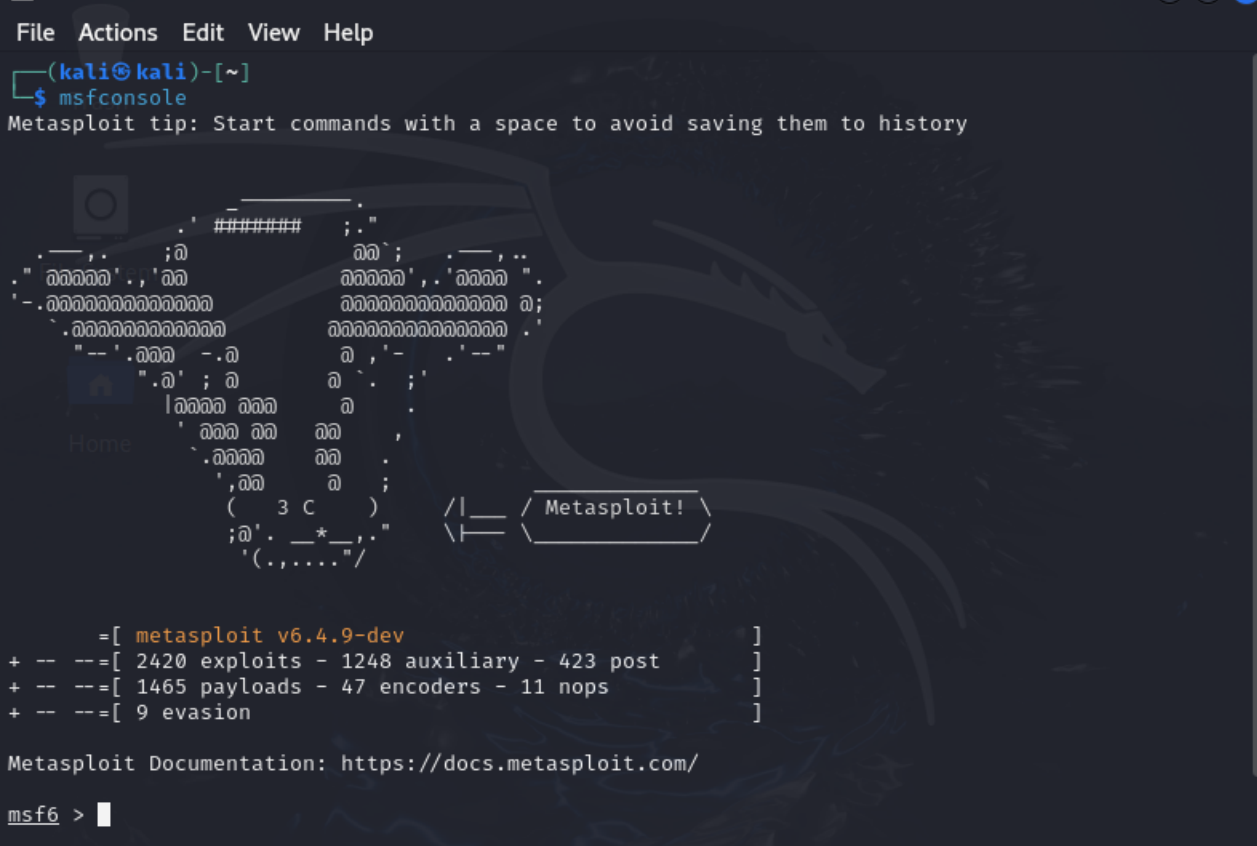 File Actions Edit View Help
┌──(kali㉿kali)-[~]
└─$ msfconsole
Metasploit tip: Start commands with a space to avoid saving them to history
                 _---------.
             .' #######   ;."
  .---,.    ;@             @@`;   .---,..
." @@@@@'.,'@@            @@@@@',.'@@@@ ".
'-.@@@@@@@@@@@@@          @@@@@@@@@@@@@ @;
   `.@@@@@@@@@@@@        @@@@@@@@@@@@@@ .'
     "--'.@@@  -.@        @ ,'-   .'--"
          ".@' ; @       @ `.  ;'
            |@@@@ @@@     @    .
             ' @@@ @@   @@    ,
              `.@@@@    @@   .
                ',@@     @   ;           _____________
                 (   3 C    )     /|___ / Metasploit! \
                 ;@'. __*__,."    \|--- \_____________/
                  '(.,...."/
       =[ metasploit v6.4.9-dev                           ]
+ -- --=[ 2420 exploits - 1248 auxiliary - 423 post       ]
+ -- --=[ 1465 payloads - 47 encoders - 11 nops           ]
+ -- --=[ 9 evasion                                       ]
Metasploit Documentation: https://docs.metasploit.com/
msf6 >
Home